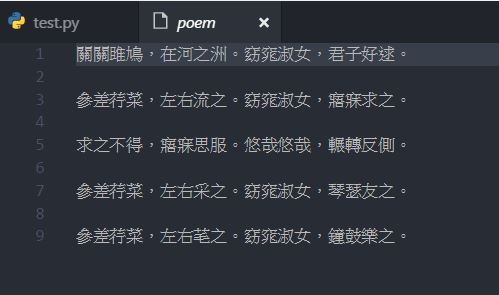 test.py poem ×
1 關關雎鳩，在河之洲。窈窕淑女，君子好逑。
2
3 參差荇菜，左右流之。窈窕淑女，寤寐求之。
4
5 求之不得，寤寐思服。悠哉悠哉，輾轉反側。
6
7 參差荇菜，左右采之。窈窕淑女，琴瑟友之。
8
9 參差荇菜，左右芼之。窈窕淑女，鐘鼓樂之。